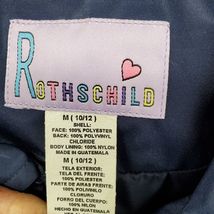 ROTHSCHILD
M ( 10/12 )
SHELL:
FACE: 100% POLYESTER
BACK: 100% POLYVINYL
CHLORIDE
BODY LINING: 100% NYLON
MADE IN GUATEMALA
M ( 10/12 )
TELA EXTERIOR:
TELA DEL FRENTE:
100% POLIESTER
PARTE DE AIRAS FRENTE:
100% POLIVINIL
CLORURO
FORRO DEL CUERPO
100% NILON
HECHO EN GUATEMALA